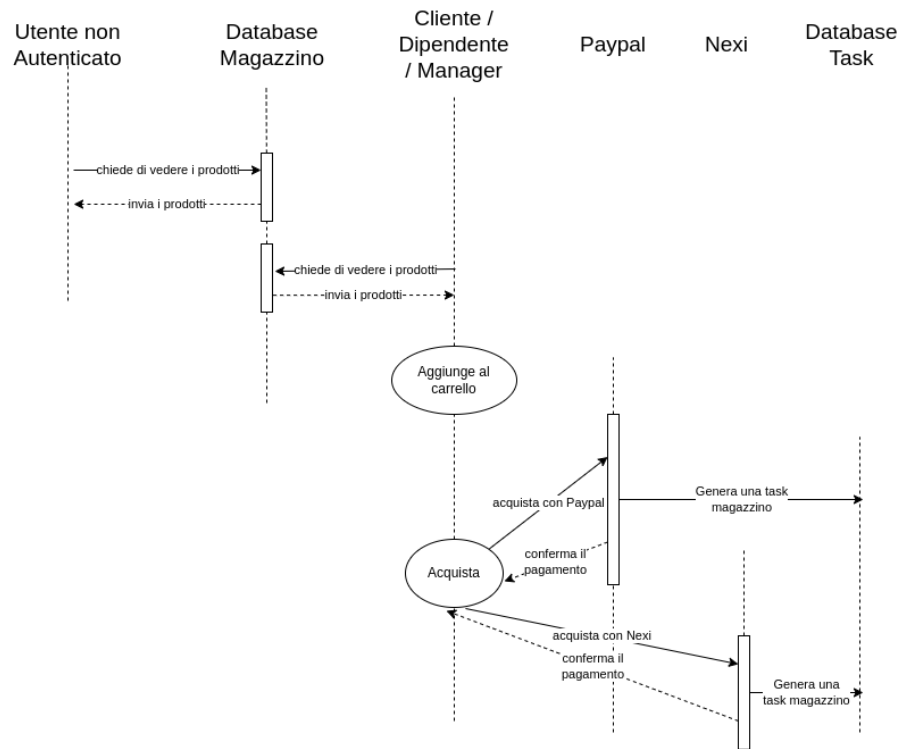 Utente non
Autenticato
Database
Magazzino
Cliente /
Dipendente
/ Manager
Paypal
Nexi
Database
Task
chiede di vedere i prodotti
invia i prodotti
chiede di vedere i prodotti
invia i prodotti
Aggiunge al
carrello
acquista con Paypal
Genera una task
magazzino
conferma il
pagamento
Acquista
acquista con Nexi
conferma il
pagamento
Genera una
task magazzino